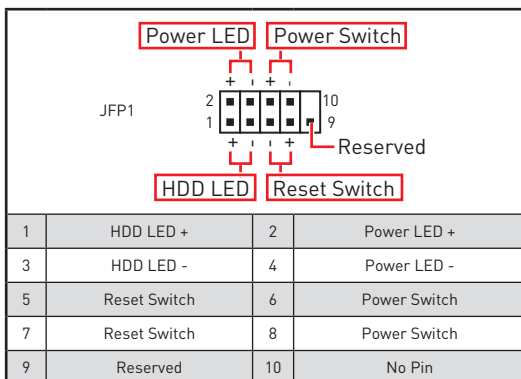 Power LED Power Switch
+ - + -
JFP1
2 10
1 9
+ - - +
Reserved
HDD LED Reset Switch
1 HDD LED + 2 Power LED +
3 HDD LED - 4 Power LED -
5 Reset Switch 6 Power Switch
7 Reset Switch 8 Power Switch
9 Reserved 10 No Pin